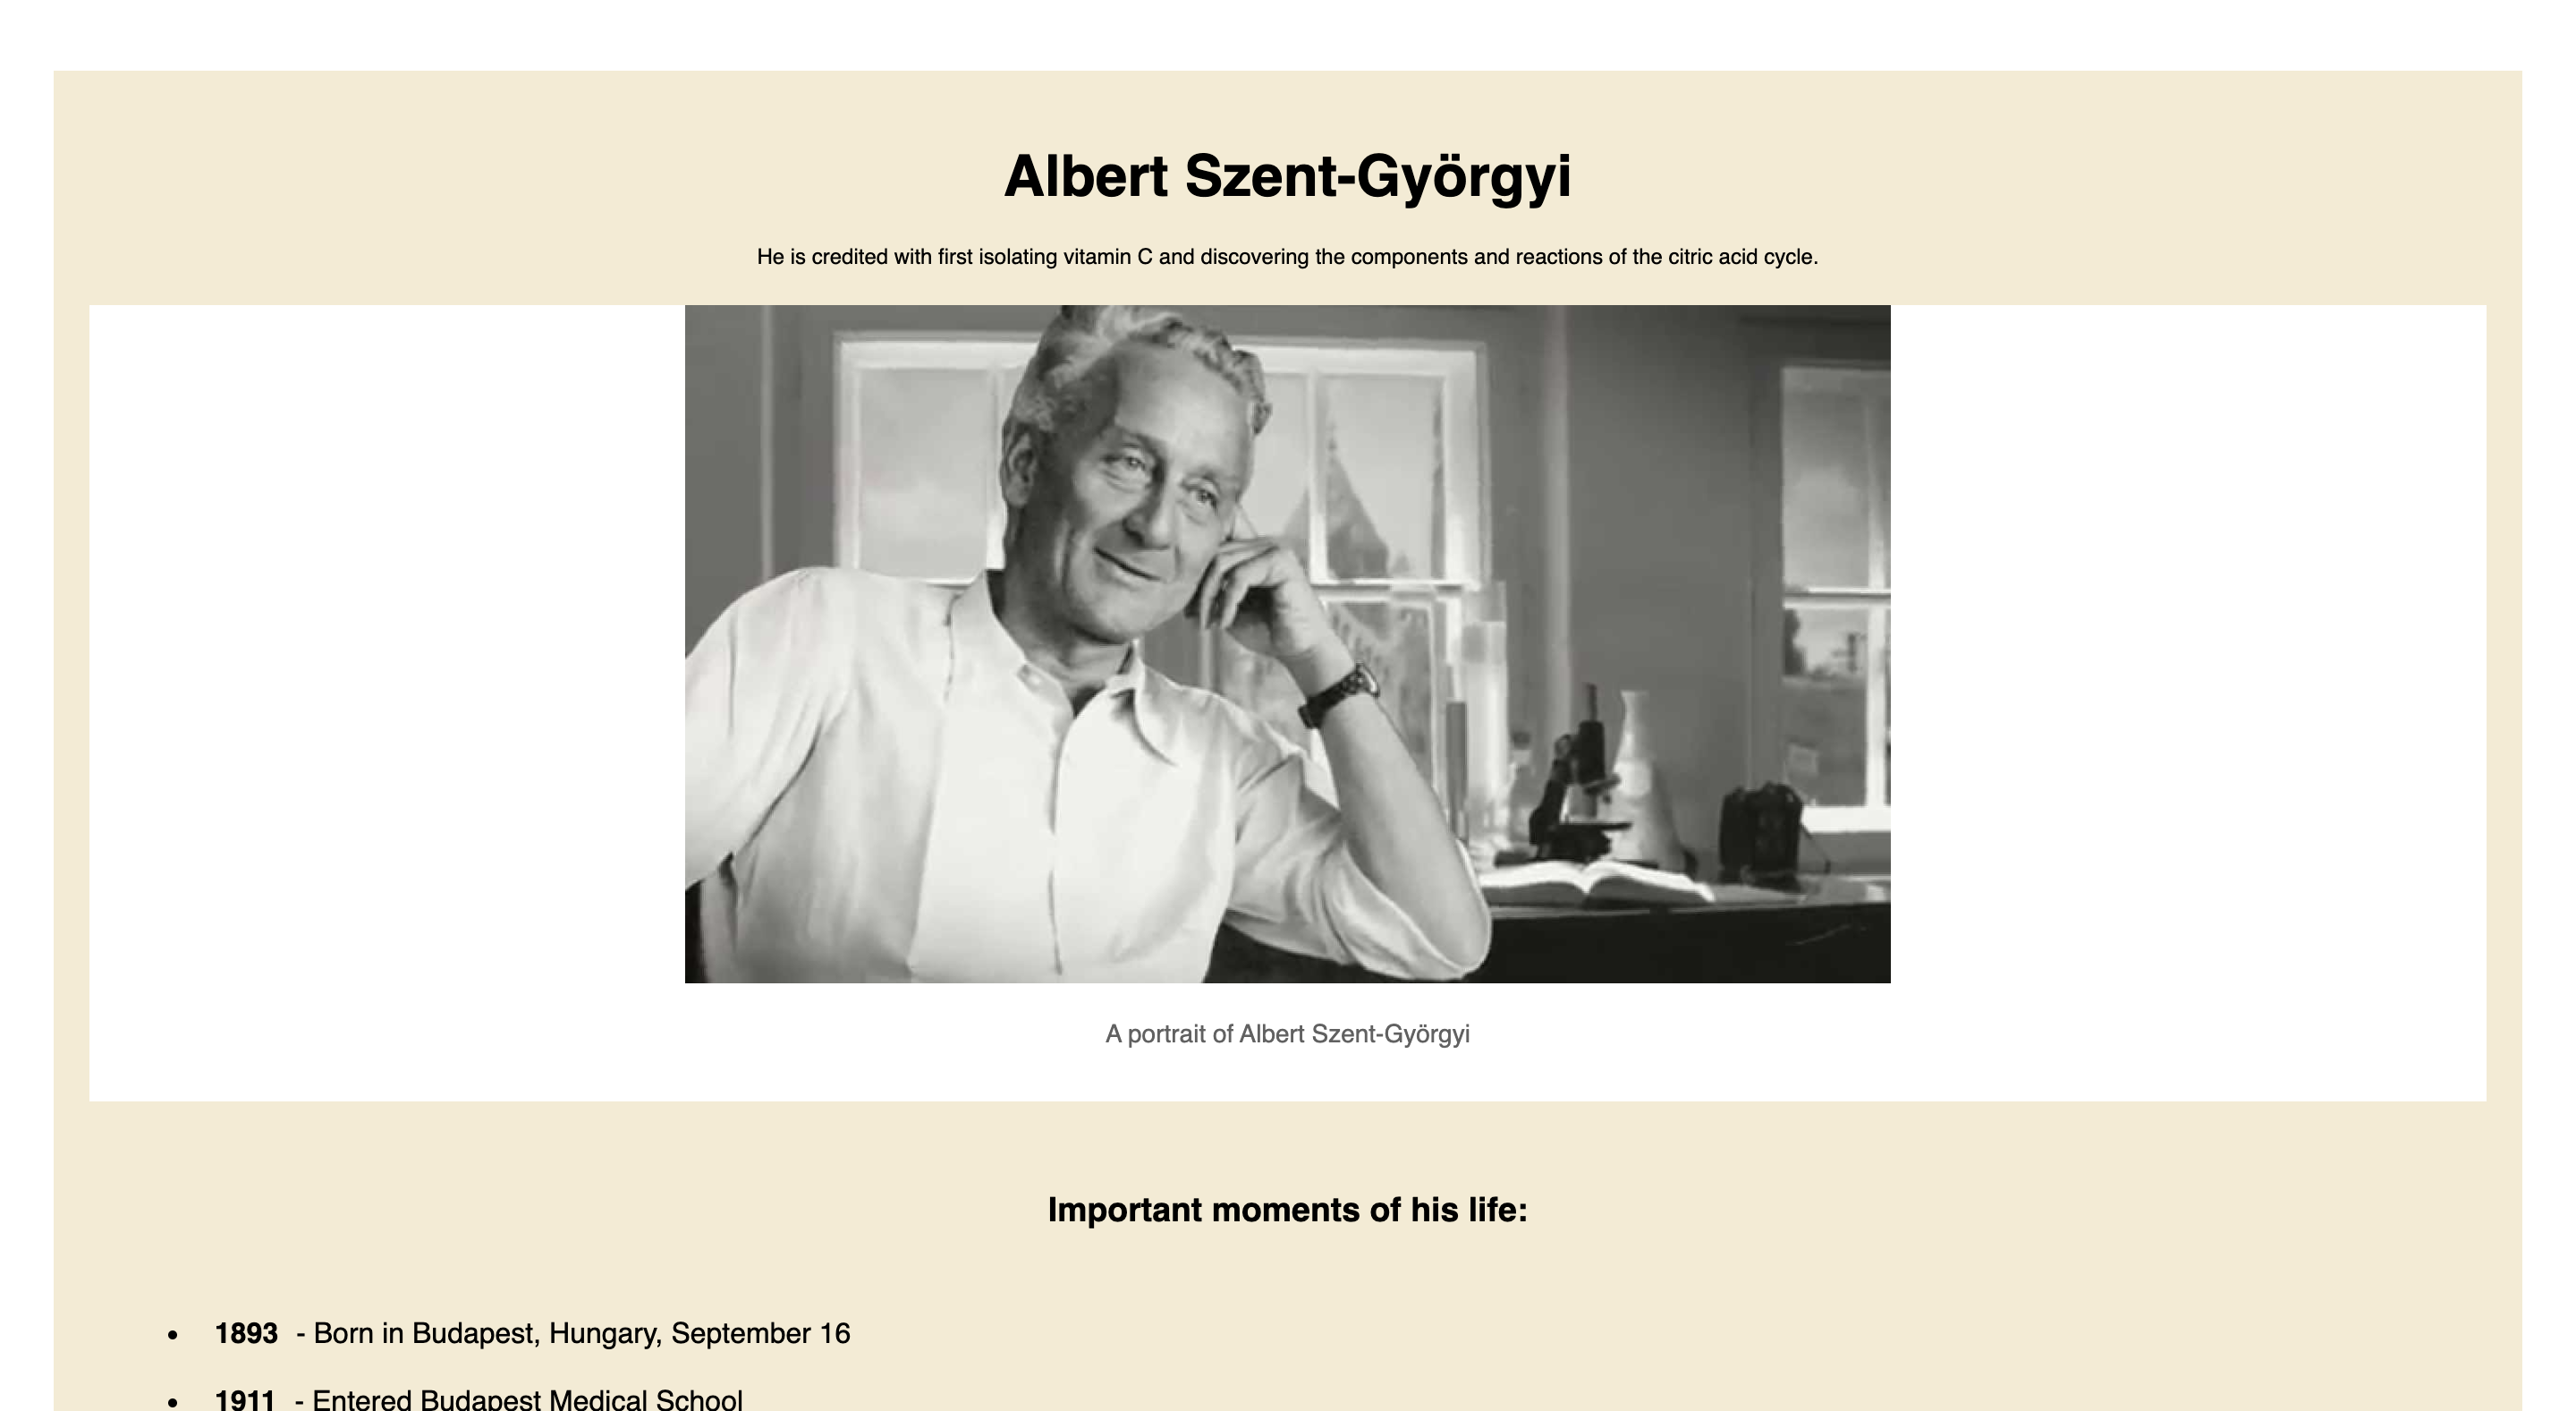 Albert Szent-Györgyi
He is credited with first isolating vitamin C and discovering the components and reactions of the citric acid cycle.
A portrait of Albert Szent-Györgyi
Important moments of his life:
• 1893 - Born in Budapest, Hungary, September 16
• 1911 - Entered Budapest Medical School